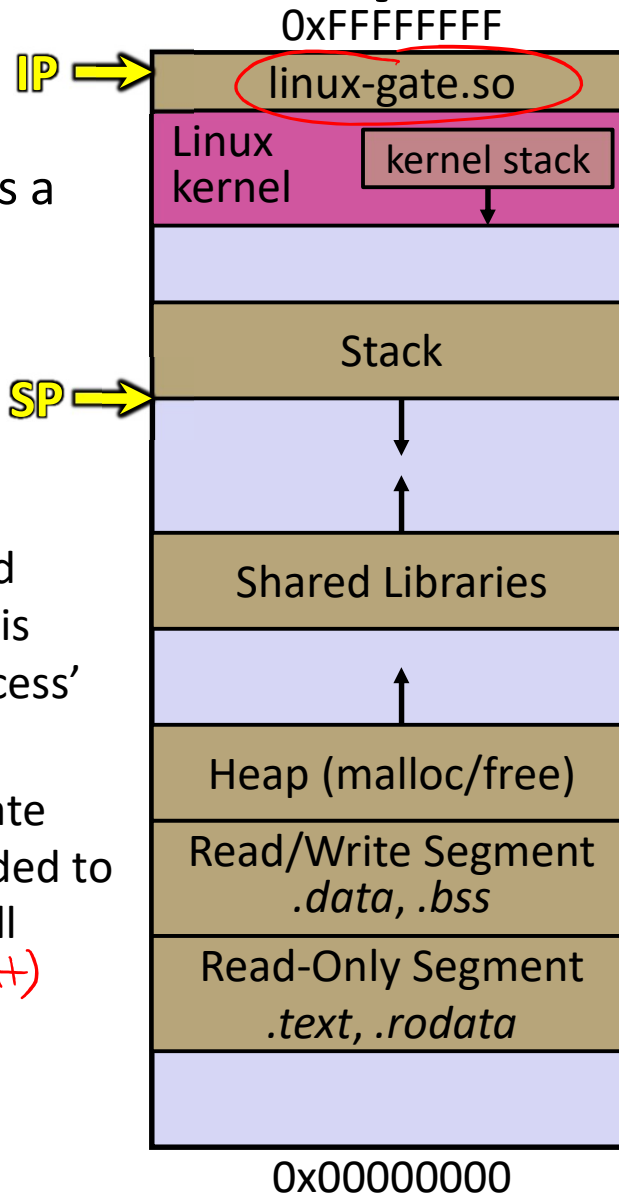 0xFFFFFFFF
IP
linux-gate.so
Linux
kernel
kernel stack
s a
Stack
SP
d
Shared Libraries
is
cess’
Heap (malloc/free)
ate
Read/Write Segment
ded to
.data, .bss
ll
Read-Only Segment
+)
.text, .rodata
0x00000000